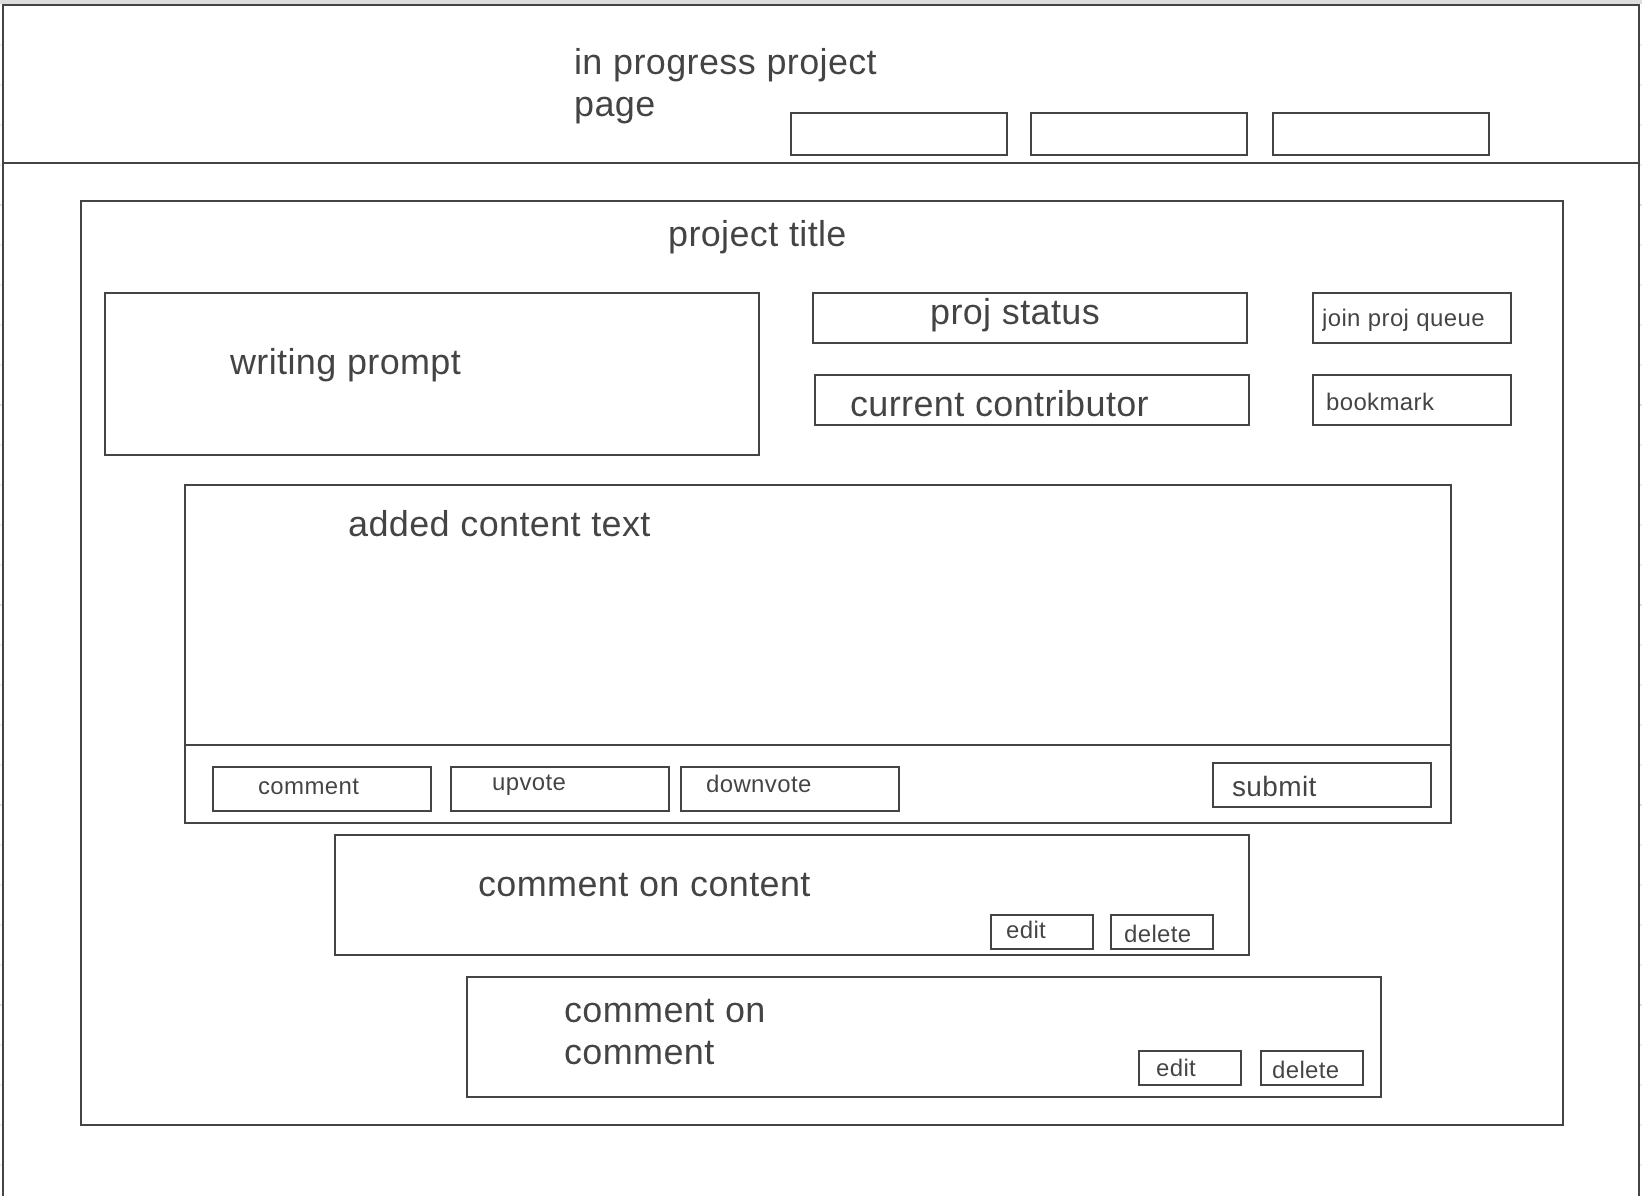 in progress project
page
project title
writing prompt
proj status
join proj queue
current contributor
bookmark
added content text
comment
upvote
downvote
submit
comment on content
edit
delete
comment on
comment
edit
delete